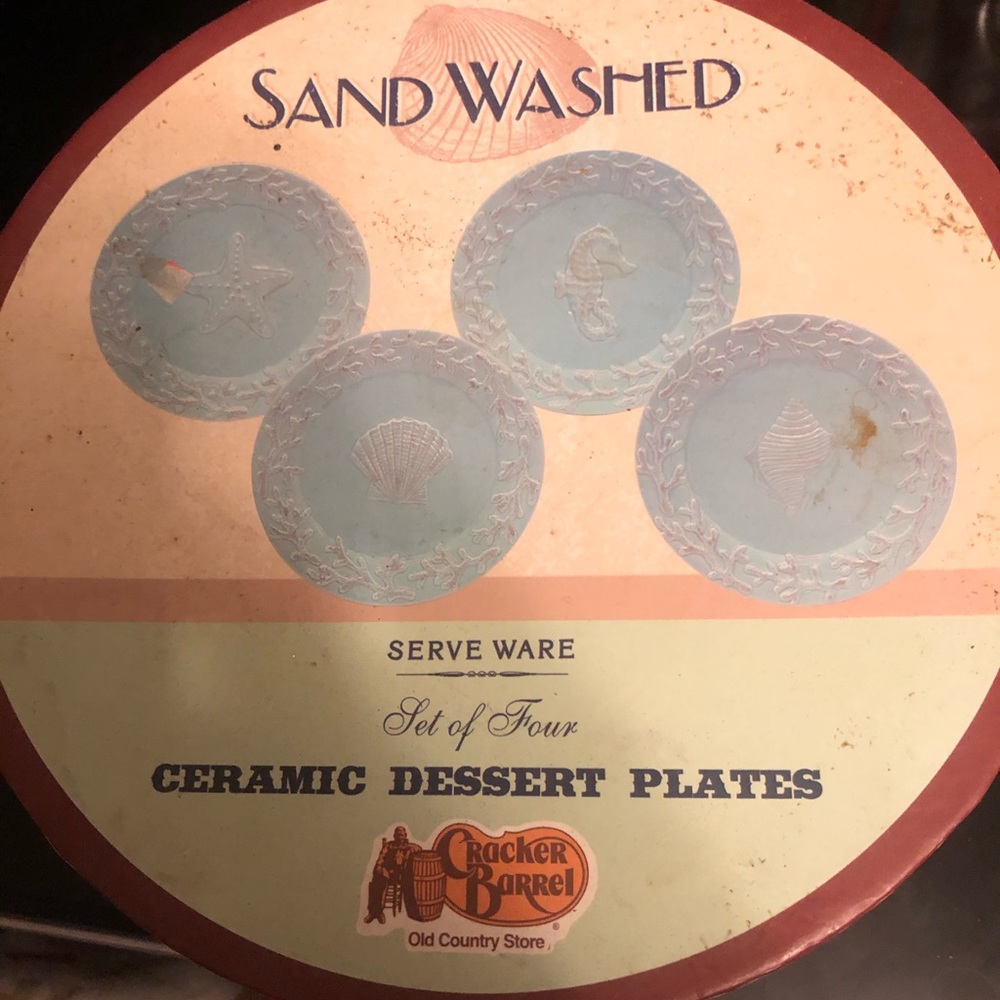 SAND WASHED
SERVE WARE
Set of Four
CERAMIC DESSERT PLATES
Cracker
Barrel
®
Old Country Store